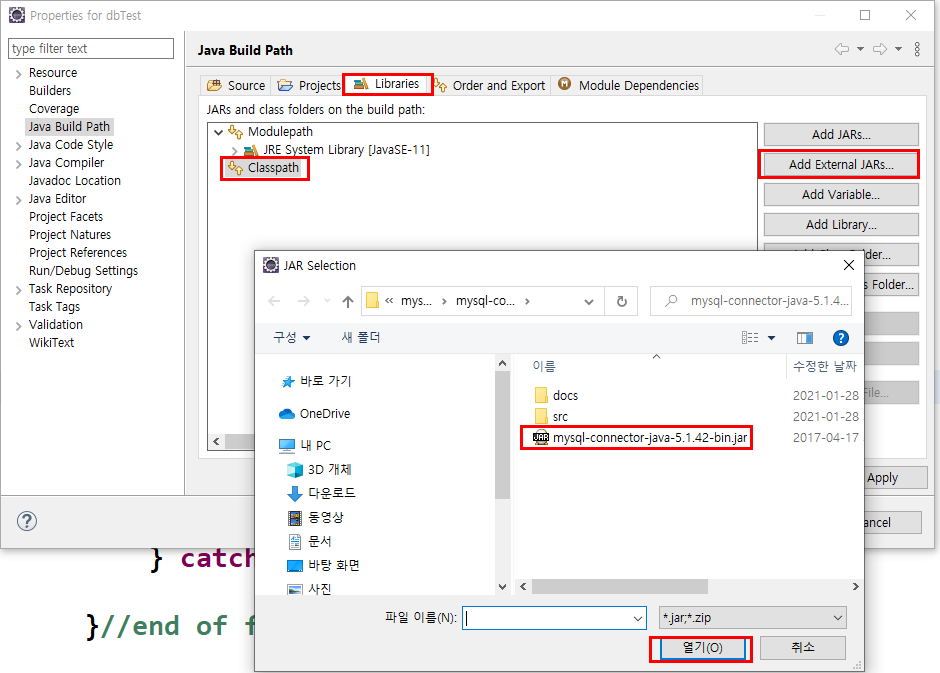 Properties for dbTest
type filter text
Resource
Builders
Coverage
Java Build Path
Java Code Style
Java Compiler
Javadoc Location
Java Editor
Project Facets
Project Natures
Project References
Run/Debug Settings
Task Repository
Task Tags
Validation
WikiText
Java Build Path
Source Projects Libraries Order and Export Module Dependencies
JARs and class folders on the build path:
Modulepath
JRE System Library [JavaSE-11]
Classpath
Add JARs...
Add External JARs...
Add Variable...
Add Library...
der...
s Folder...
File...
Apply
ancel
JAR Selection
« mys... › mysql-co... ›
mysql-connector-java-5.1.4...
구성
새 폴더
바로 가기
OneDrive
내 PC
3D 개체
다운로드
동영상
문서
바탕 화면
사진
이름 수정한 날짜
docs 2021-01-28
src 2021-01-28
JAR mysql-connector-java-5.1.42-bin.jar 2017-04-17
파일 이름(N):
*.jar;*.zip
열기(O) 취소
} catch
}//end of f